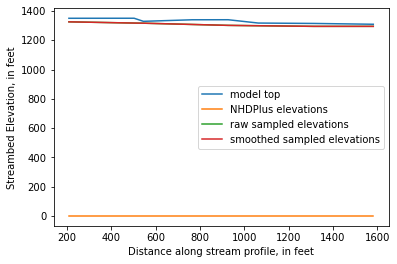 1400
1200
1000
800
600
400
200
0
Streambed Elevation, in feet
model top
NHDPlus elevations
raw sampled elevations
smoothed sampled elevations
200 400 600 800 1000 1200 1400 1600
Distance along stream profile, in feet